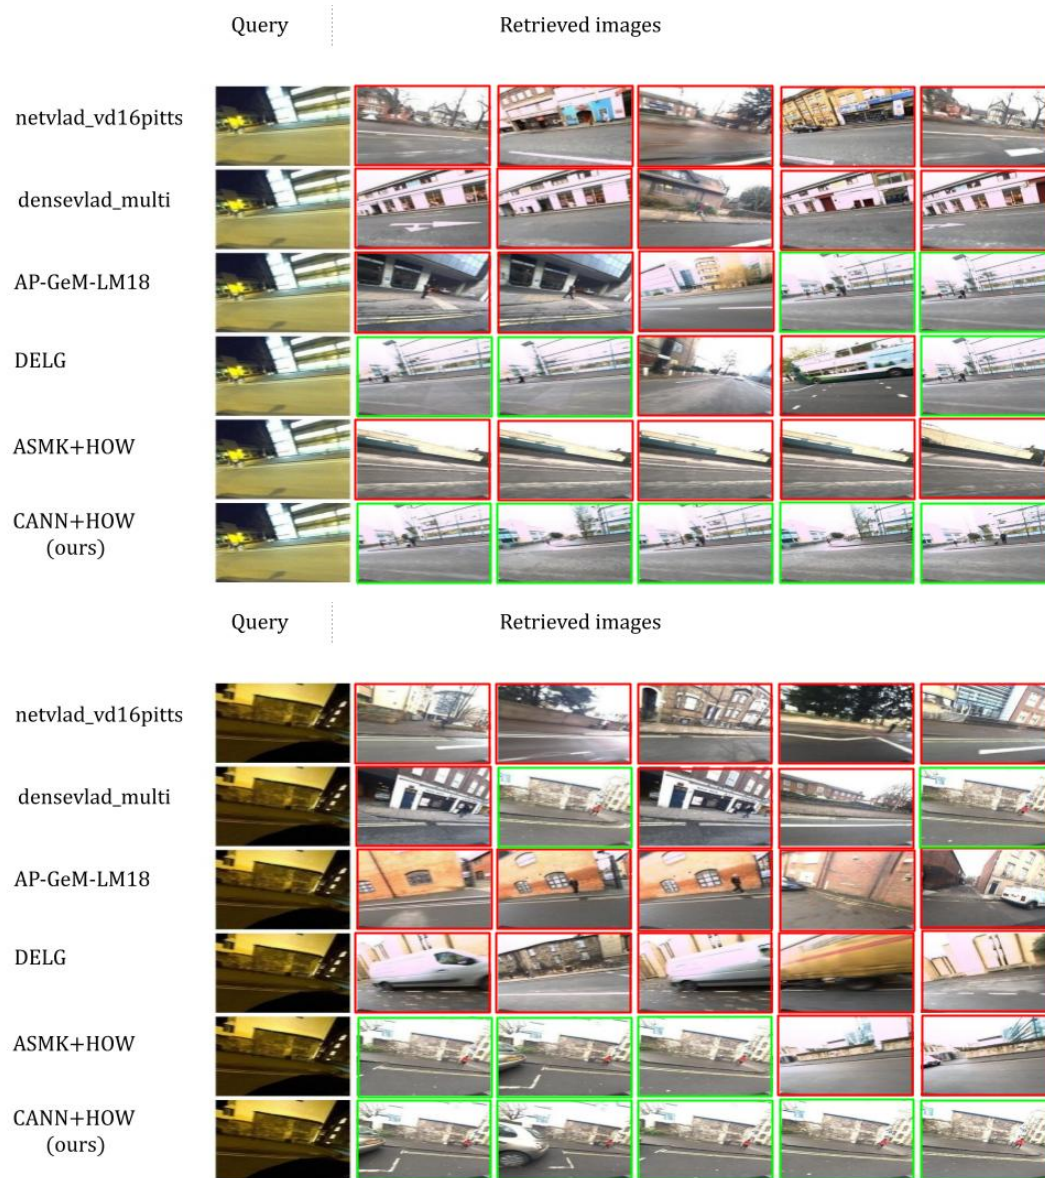 Query Retrieved images
netvlad_vd16pitts
densevlad_multi
AP-GeM-LM18
DELG
ASMK+HOW
CANN+HOW
(ours)
Query Retrieved images
netvlad_vd16pitts
densevlad_multi
AP-GeM-LM18
DELG
ASMK+HOW
CANN+HOW
(ours)